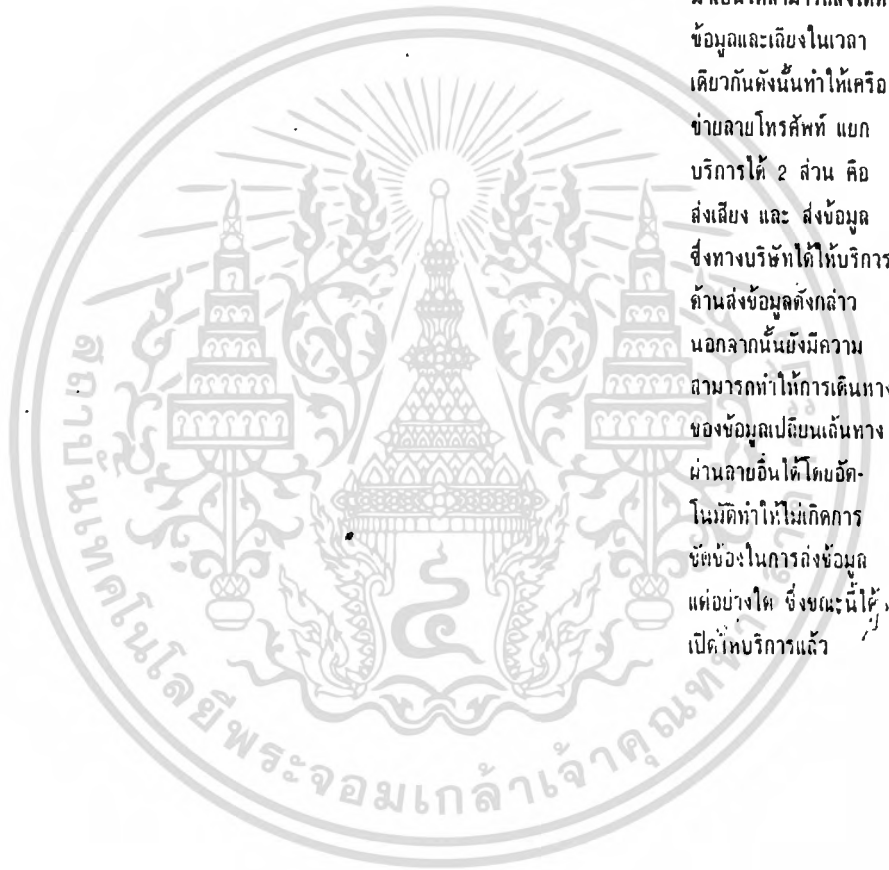 ข้อมูลและเสียงในเวลา
เดียวกันดังนั้นทำให้เครือ
ข่ายสายโทรศัพท์ แยก
บริการได้ 2 ส่วน คือ
ส่งเสียง และ ส่งข้อมูล
ซึ่งทางบริษัทได้ให้บริการ
ด้านส่งข้อมูลดังกล่าว
นอกจากนั้นยังมีความ
สามารถทำให้การเดินทาง
ของข้อมูลเปลี่ยนเส้นทาง
ผ่านสายอื่นได้โดยอัต-
โนมัติทำให้ไม่เกิดการ
ขัดข้องในการส่งข้อมูล
แต่อย่างใด ซึ่งขณะนี้ได้
เปิดให้บริการแล้ว
สถาบันเทคโนโลยีพระจอมเกล้าเจ้าคุณทหารลาดกระบัง